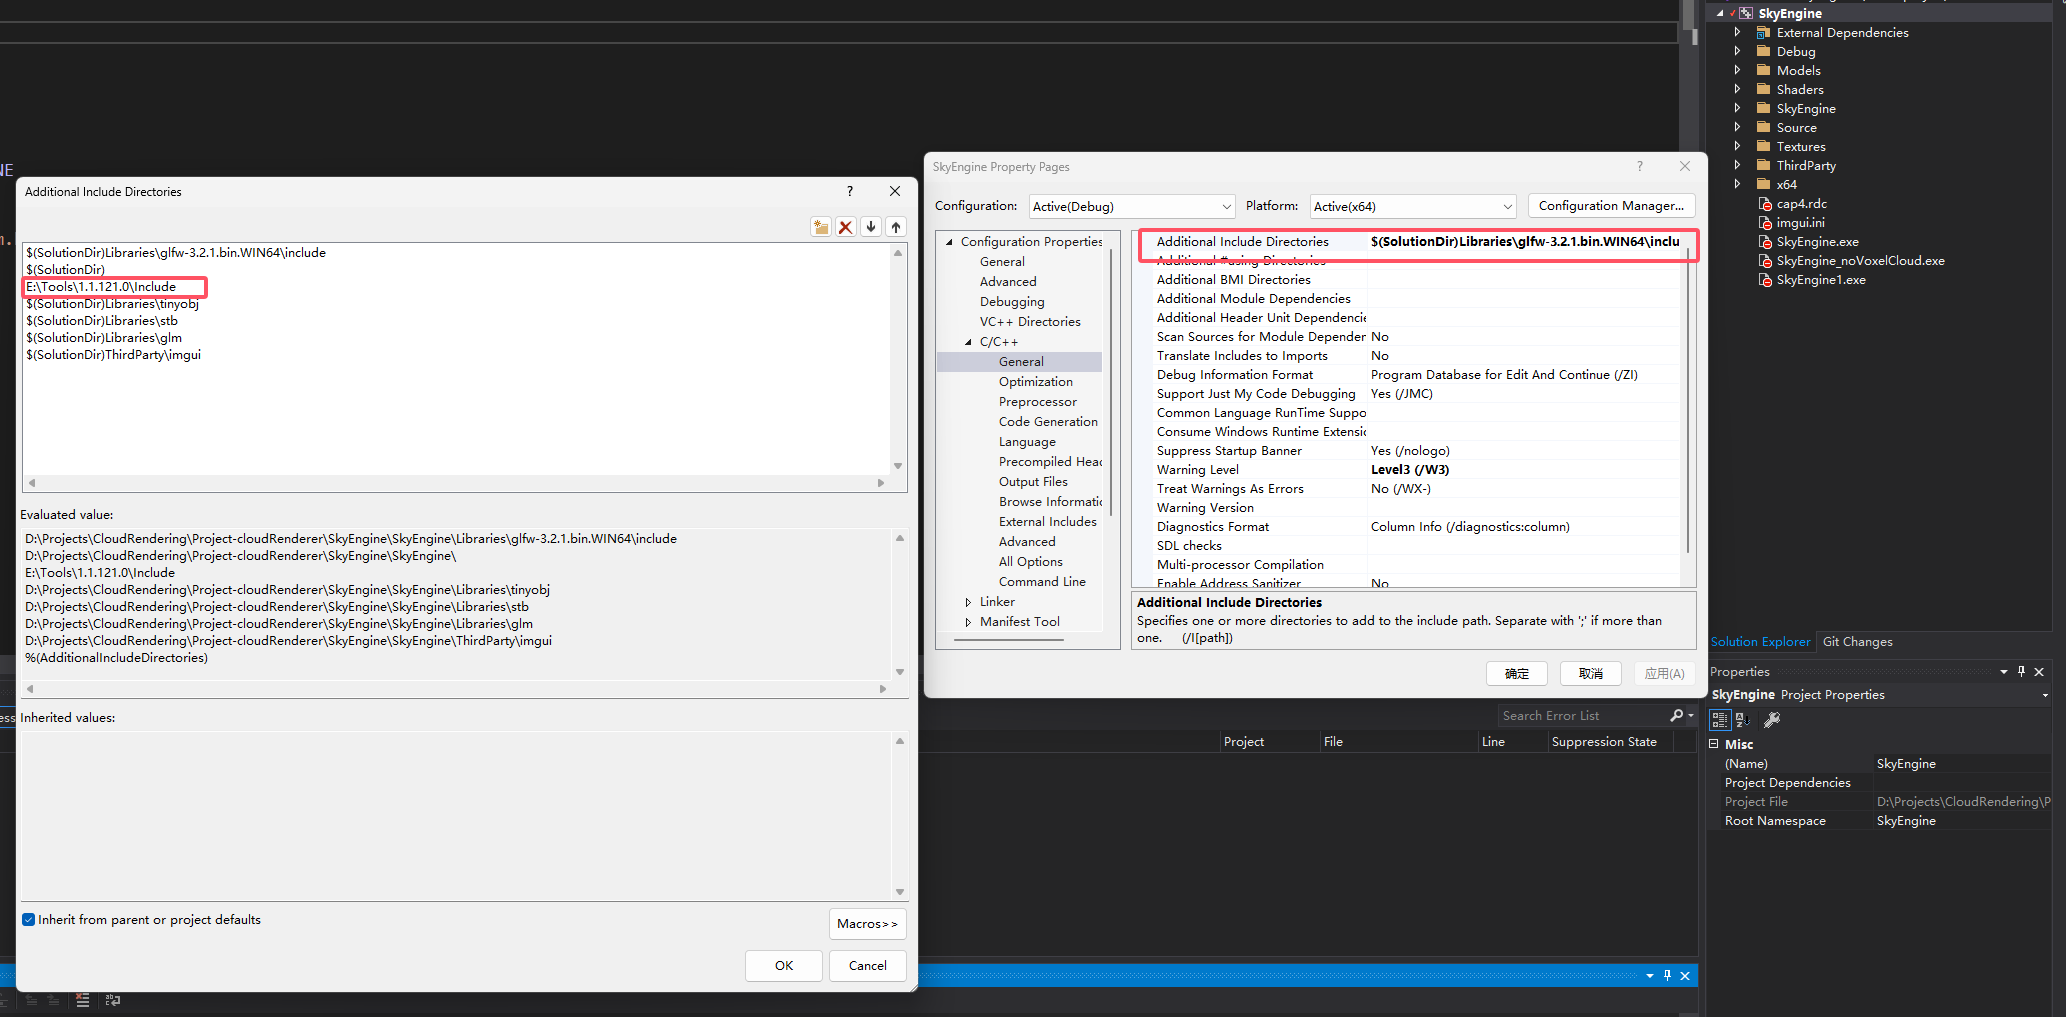 NE
m.
ess
Additional Include Directories
?
$(SolutionDir)Libraries\glfw-3.2.1.bin.WIN64\include
$(SolutionDir)
E:\Tools\1.1.121.0\Include
$(SolutionDir)Libraries\tinyobj
$(SolutionDir)Libraries\stb
$(SolutionDir)Libraries\glm
$(SolutionDir)ThirdParty\imgui
Evaluated value:
D:\Projects\CloudRendering\Project-cloudRenderer\SkyEngine\SkyEngine\Libraries\glfw-3.2.1.bin.WIN64\include
D:\Projects\CloudRendering\Project-cloudRenderer\SkyEngine\SkyEngine\
E:\Tools\1.1.121.0\Include
D:\Projects\CloudRendering\Project-cloudRenderer\SkyEngine\SkyEngine\Libraries\tinyobj
D:\Projects\CloudRendering\Project-cloudRenderer\SkyEngine\SkyEngine\Libraries\stb
D:\Projects\CloudRendering\Project-cloudRenderer\SkyEngine\SkyEngine\Libraries\glm
D:\Projects\CloudRendering\Project-cloudRenderer\SkyEngine\SkyEngine\ThirdParty\imgui
%(AdditionalIncludeDirectories)
Inherited values:
Inherit from parent or project defaults
Macros>>
OK
Cancel
SkyEngine Property Pages
?
Configuration:
Active(Debug)
Platform:
Active(x64)
Configuration Manager...
Configuration Properties
General
Advanced
Debugging
VC++ Directories
C/C++
General
Optimization
Preprocessor
Code Generation
Language
Precompiled Head
Output Files
Browse Informatic
External Includes
Advanced
All Options
Command Line
Linker
Manifest Tool
Additional Include Directories $(SolutionDir)Libraries\glfw-3.2.1.bin.WIN64\inclu
Additional #using Directories
Additional BMI Directories
Additional Module Dependencies
Additional Header Unit Dependencie
Scan Sources for Module Dependen No
Translate Includes to Imports No
Debug Information Format Program Database for Edit And Continue (/ZI)
Support Just My Code Debugging Yes (/JMC)
Common Language RunTime Suppo
Consume Windows Runtime Extensic
Suppress Startup Banner Yes (/nologo)
Warning Level Level3 (/W3)
Treat Warnings As Errors No (/WX-)
Warning Version
Diagnostics Format Column Info (/diagnostics:column)
SDL checks
Multi-processor Compilation
Enable Address Sanitizer No
Additional Include Directories
Specifies one or more directories to add to the include path. Separate with ';' if more than
one. (/I[path])
确定
取消
应用(A)
Search Error List
Project
File
Line
Suppression State
SkyEngine
External Dependencies
Debug
Models
Shaders
SkyEngine
Source
Textures
ThirdParty
x64
cap4.rdc
imgui.ini
SkyEngine.exe
SkyEngine_noVoxelCloud.exe
SkyEngine1.exe
Solution Explorer
Git Changes
Properties
SkyEngine Project Properties
Misc
(Name) SkyEngine
Project Dependencies
Project File D:\Projects\CloudRendering\P
Root Namespace SkyEngine